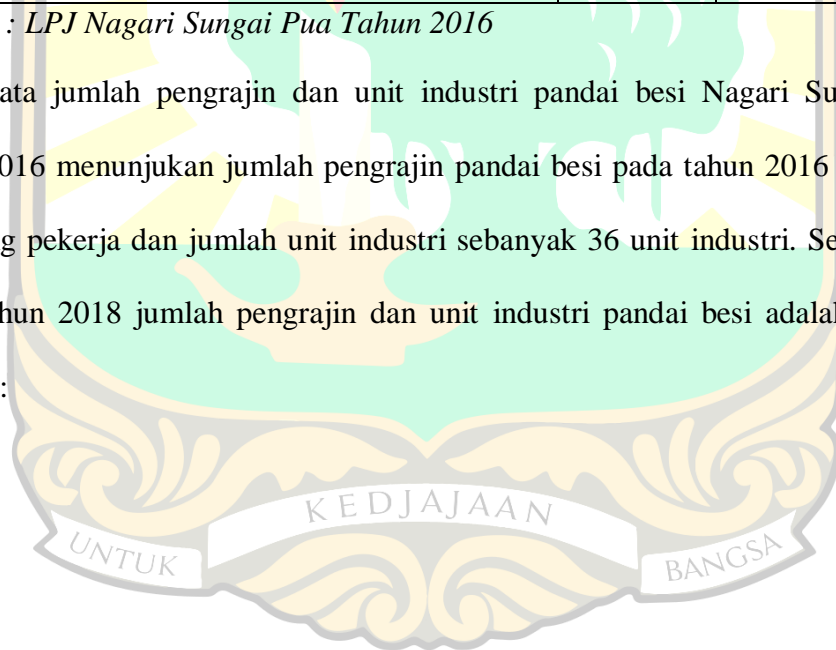 : LPJ Nagari Sungai Pua Tahun 2016
ata jumlah pengrajin dan unit industri pandai besi Nagari Su
016 menunjukan jumlah pengrajin pandai besi pada tahun 2016
g pekerja dan jumlah unit industri sebanyak 36 unit industri. Se
hun 2018 jumlah pengrajin dan unit industri pandai besi adala
:
UNTUK KEDJAJAAN BANGSA